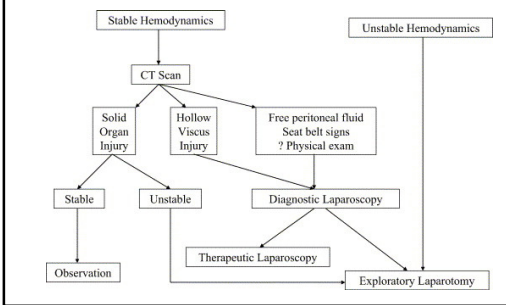 Stable Hemodynamics
Unstable Hemodynamics
CT Scan
Solid
Organ
Injury
Hollow
Viscus
Injury
Free peritoneal fluid
Seat belt signs
? Physical exam
Stable
Unstable
Diagnostic Laparoscopy
Therapeutic Laparoscopy
Observation
Exploratory Laparotomy